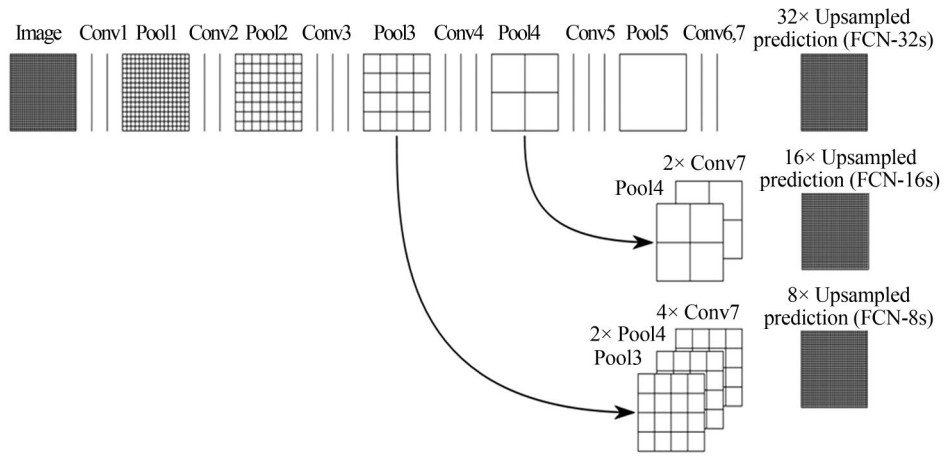 Image Conv1 Pool1 Conv2 Pool2 Conv3 Pool3 Conv4 Pool4 Conv5 Pool5 Conv6,7
32× Upsampled
prediction (FCN-32s)
2× Conv7
Pool4
16× Upsampled
prediction (FCN-16s)
4× Conv7
2× Pool4
Pool3
8× Upsampled
prediction (FCN-8s)